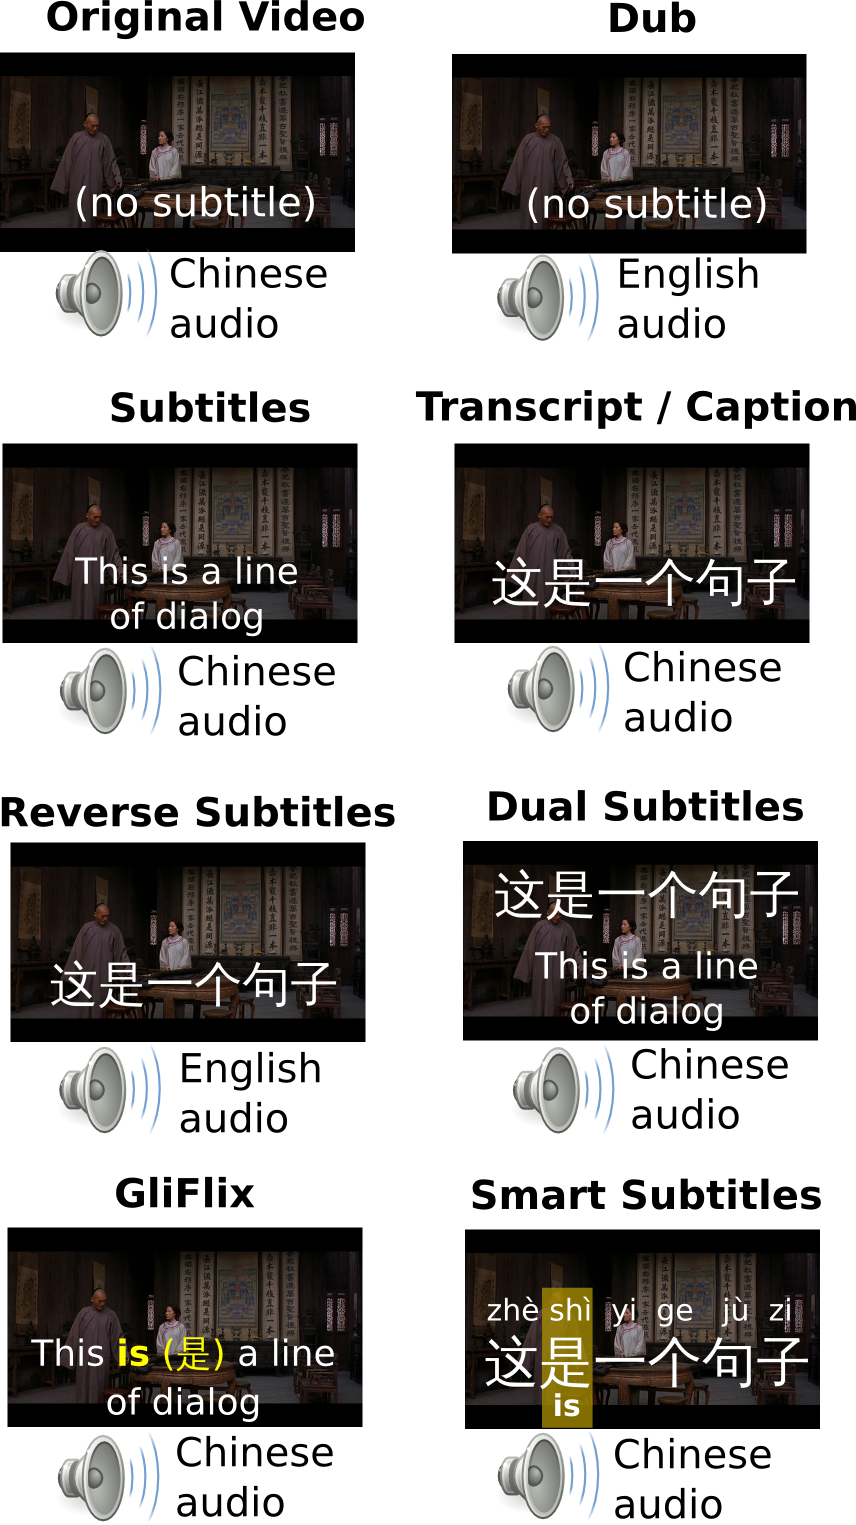 Original Video
(no subtitle)
Chinese
audio
Dub
(no subtitle)
English
audio
Subtitles
This is a line
of dialog
Chinese
audio
Transcript / Caption
这是一个句子
Chinese
audio
Reverse Subtitles
这是一个句子
English
audio
Dual Subtitles
这是一个句子
This is a line
of dialog
Chinese
audio
GliFlix
This is (是) a line
of dialog
Chinese
audio
Smart Subtitles
zhè shì yi ge jù zi
这是一个句子
is
Chinese
audio